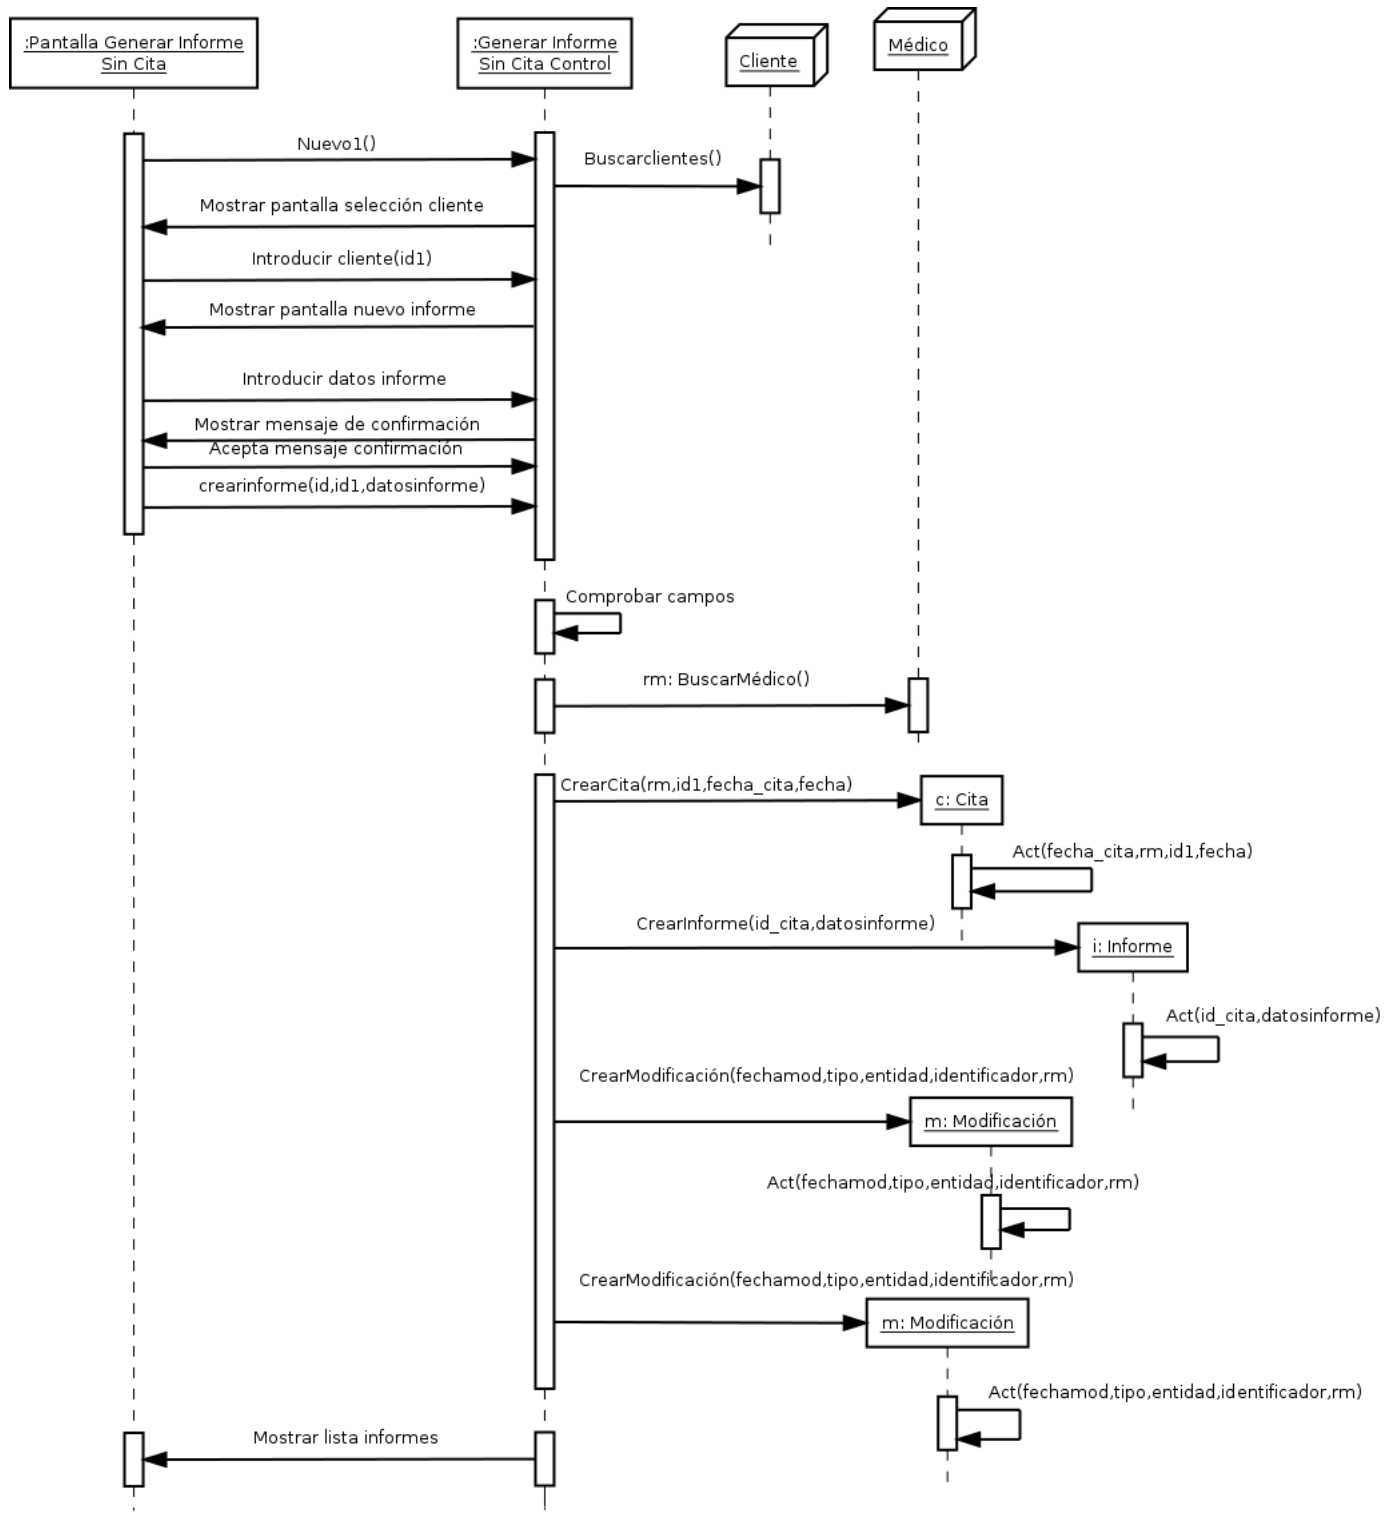 :Pantalla Generar Informe
Sin Cita
:Generar Informe
Sin Cita Control
Cliente
Médico
Nuevo1()
Buscarclientes()
Mostrar pantalla selección cliente
Introducir cliente(id1)
Mostrar pantalla nuevo informe
Introducir datos informe
Mostrar mensaje de confirmación
Acepta mensaje confirmación
crearinforme(id,id1,datosinforme)
Comprobar campos
rm: BuscarMédico()
CrearCita(rm,id1,fecha_cita,fecha)
c: Cita
Act(fecha_cita,rm,id1,fecha)
CrearInforme(id_cita,datosinforme)
i: Informe
Act(id_cita,datosinforme)
CrearModificación(fechamod,tipo,entidad,identificador,rm)
m: Modificación
Act(fechamod,tipo,entidad,identificador,rm)
CrearModificación(fechamod,tipo,entidad,identificador,rm)
m: Modificación
Act(fechamod,tipo,entidad,identificador,rm)
Mostrar lista informes